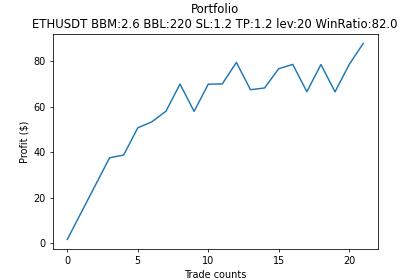 Portfolio
ETHUSDT BBM:2.6 BBL:220 SL:1.2 TP:1.2 lev:20 WinRatio:82.0
80
60
40
20
0
Profit ($)
0 5 10 15 20
Trade counts